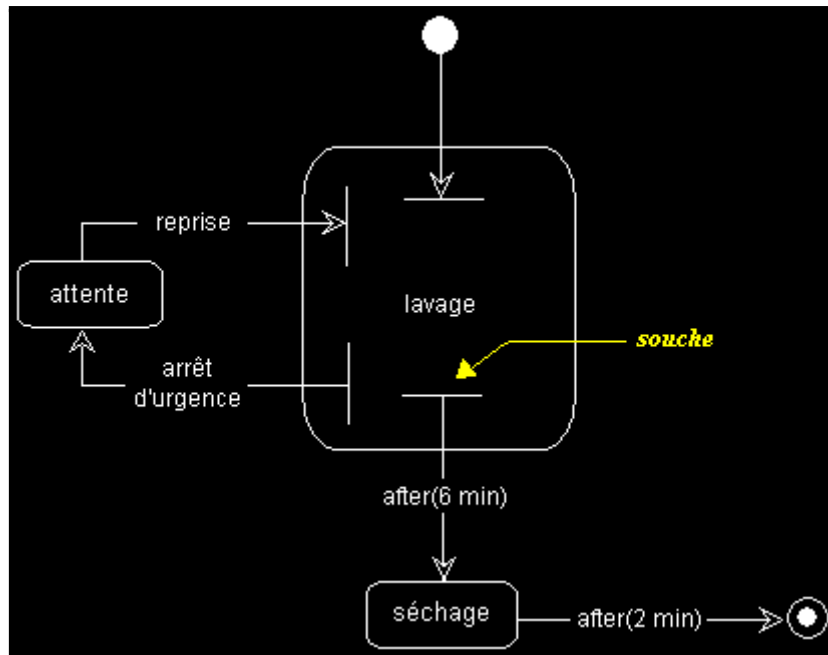 reprise
attente
lavage
souche
arrêt
d'urgence
after(6 min)
séchage
after(2 min)